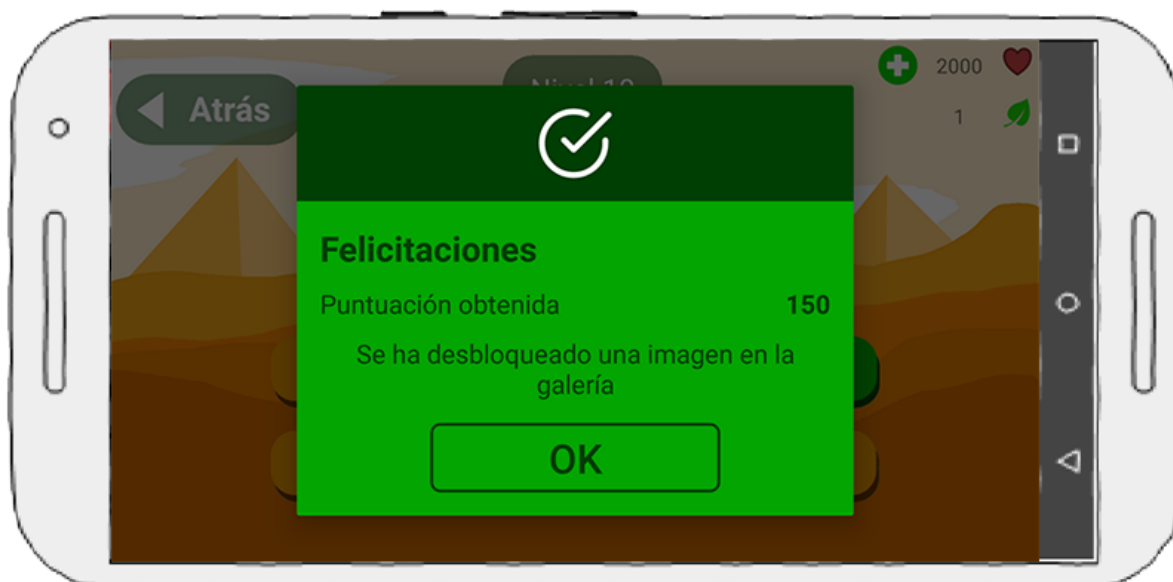 Atrás
2000
1
Felicitaciones
Puntuación obtenida 150
Se ha desbloqueado una imagen en la
galería
OK